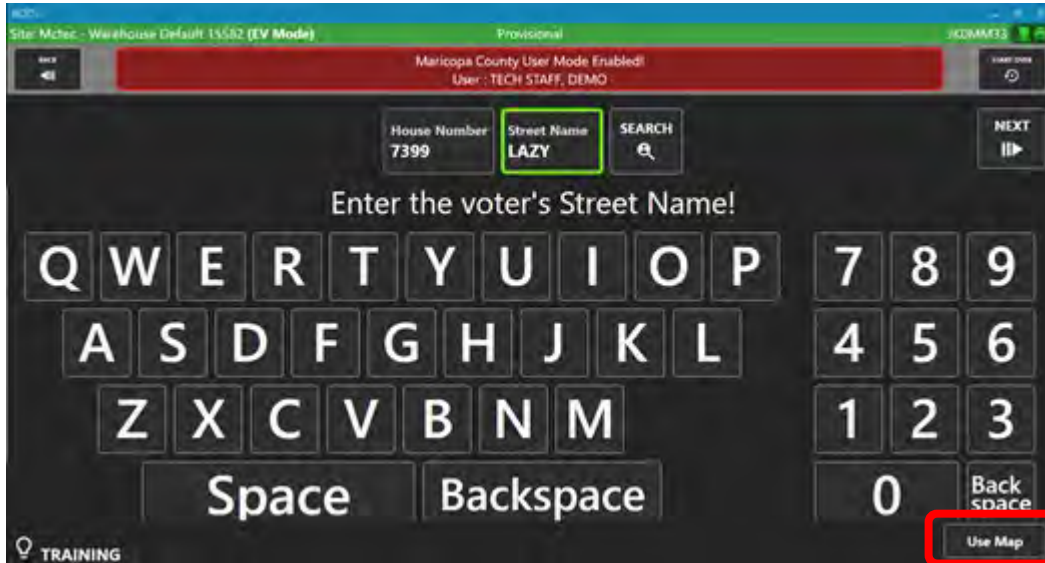 Site: Mctec - Warehouse Default 15582 (EV Mode) Provisional
BACK
Maricopa County User Mode Enabled!
User : TECH STAFF, DEMO
START OVER
House Number
7399
Street Name
LAZY
SEARCH
NEXT
Enter the voter's Street Name!
Q W E R T Y U I O P 7 8 9
A S D F G H J K L 4 5 6
Z X C V B N M 1 2 3
Space Backspace 0 Back space
TRAINING
Use Map